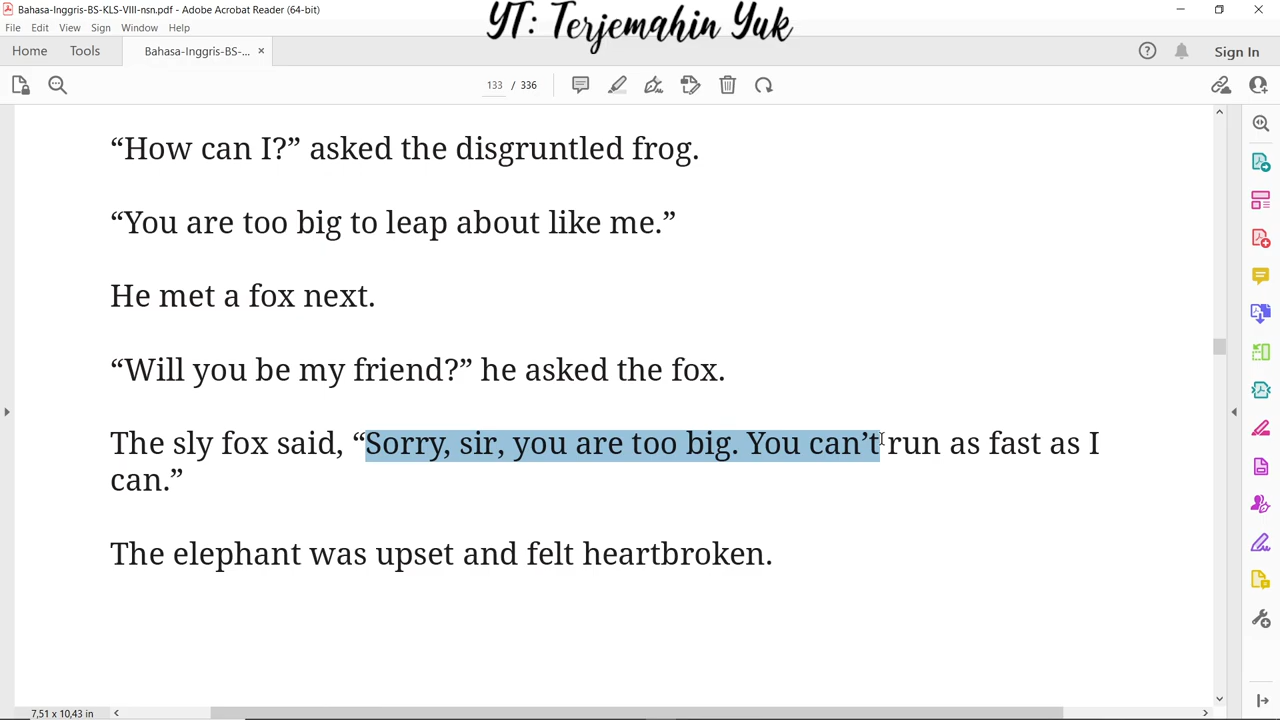 Bahasa-Inggris-BS-KLS-VIII-nsn.pdf - Adobe Acrobat Reader (64-bit)
YT: Terjemahin Yuk
File Edit View Sign Window Help
Home Tools Bahasa-Inggris-BS-... × Sign In
133 / 336
“How can I?” asked the disgruntled frog.
“You are too big to leap about like me.”
He met a fox next.
“Will you be my friend?” he asked the fox.
The sly fox said, “Sorry, sir, you are too big. You can’t run as fast as I
can.”
The elephant was upset and felt heartbroken.
7,51 x 10,43 in